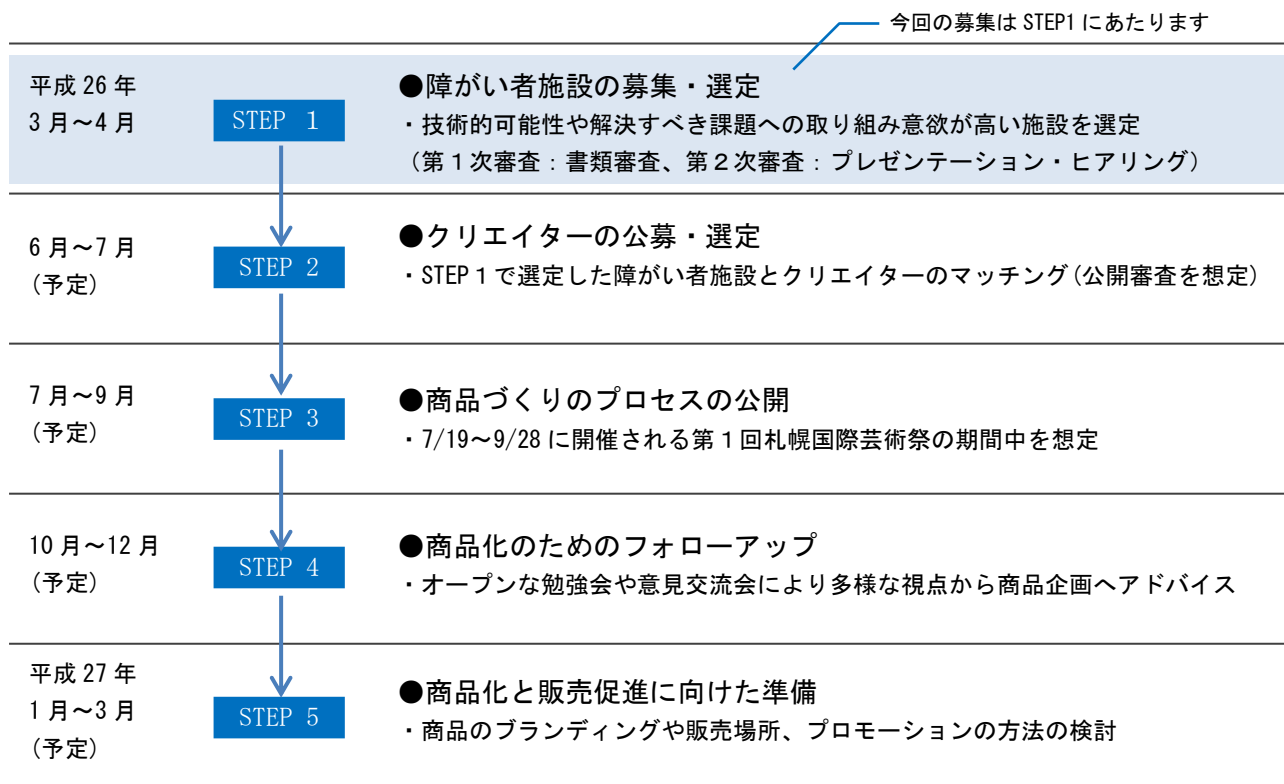 今回の募集は STEP1 にあたります
平成 26 年
3 月～4 月
STEP 1
●障がい者施設の募集・選定
・技術的可能性や解決すべき課題への取り組み意欲が高い施設を選定
（第１次審査：書類審査、第２次審査：プレゼンテーション・ヒアリング）
6 月～7 月
(予定)
STEP 2
●クリエイターの公募・選定
・STEP１で選定した障がい者施設とクリエイターのマッチング(公開審査を想定)
7 月～9 月
(予定)
STEP 3
●商品づくりのプロセスの公開
・7/19～9/28 に開催される第１回札幌国際芸術祭の期間中を想定
10 月～12 月
(予定)
STEP 4
●商品化のためのフォローアップ
・オープンな勉強会や意見交流会により多様な視点から商品企画へアドバイス
平成 27 年
1 月～3 月
(予定)
STEP 5
●商品化と販売促進に向けた準備
・商品のブランディングや販売場所、プロモーションの方法の検討